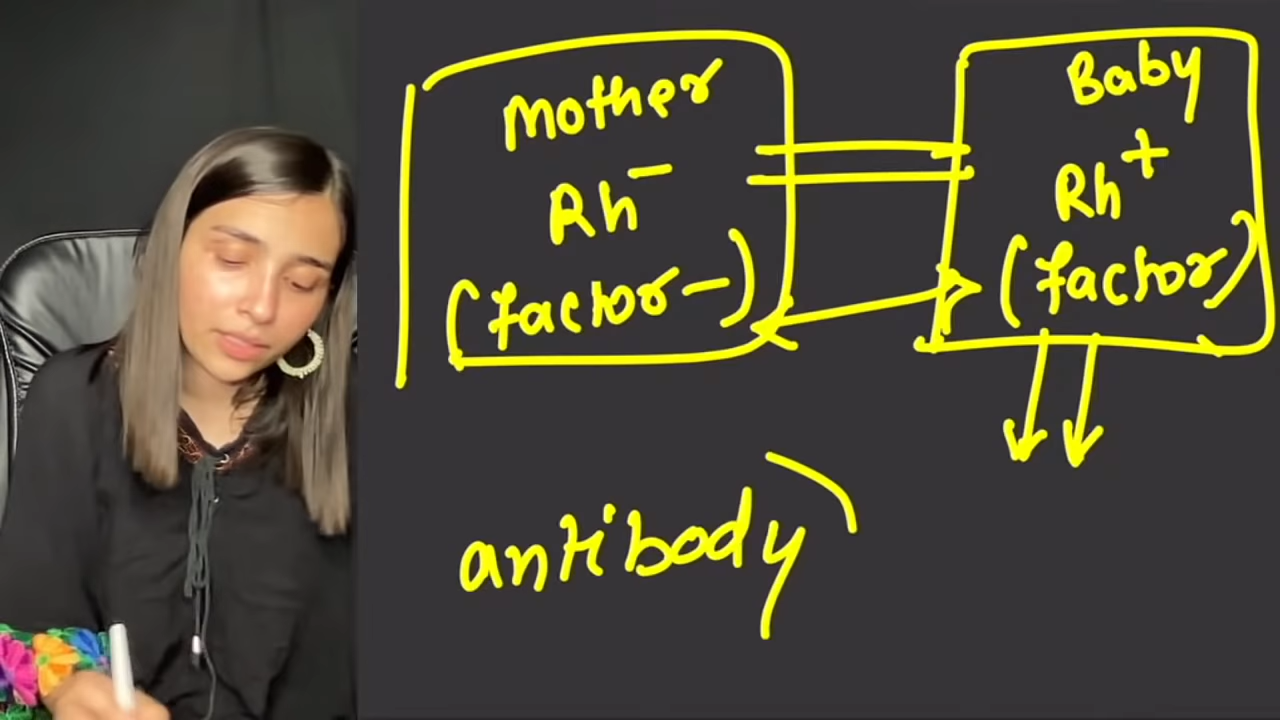 Mother
Rh−
(factor−)
Baby
Rh+
(factor)
antibody